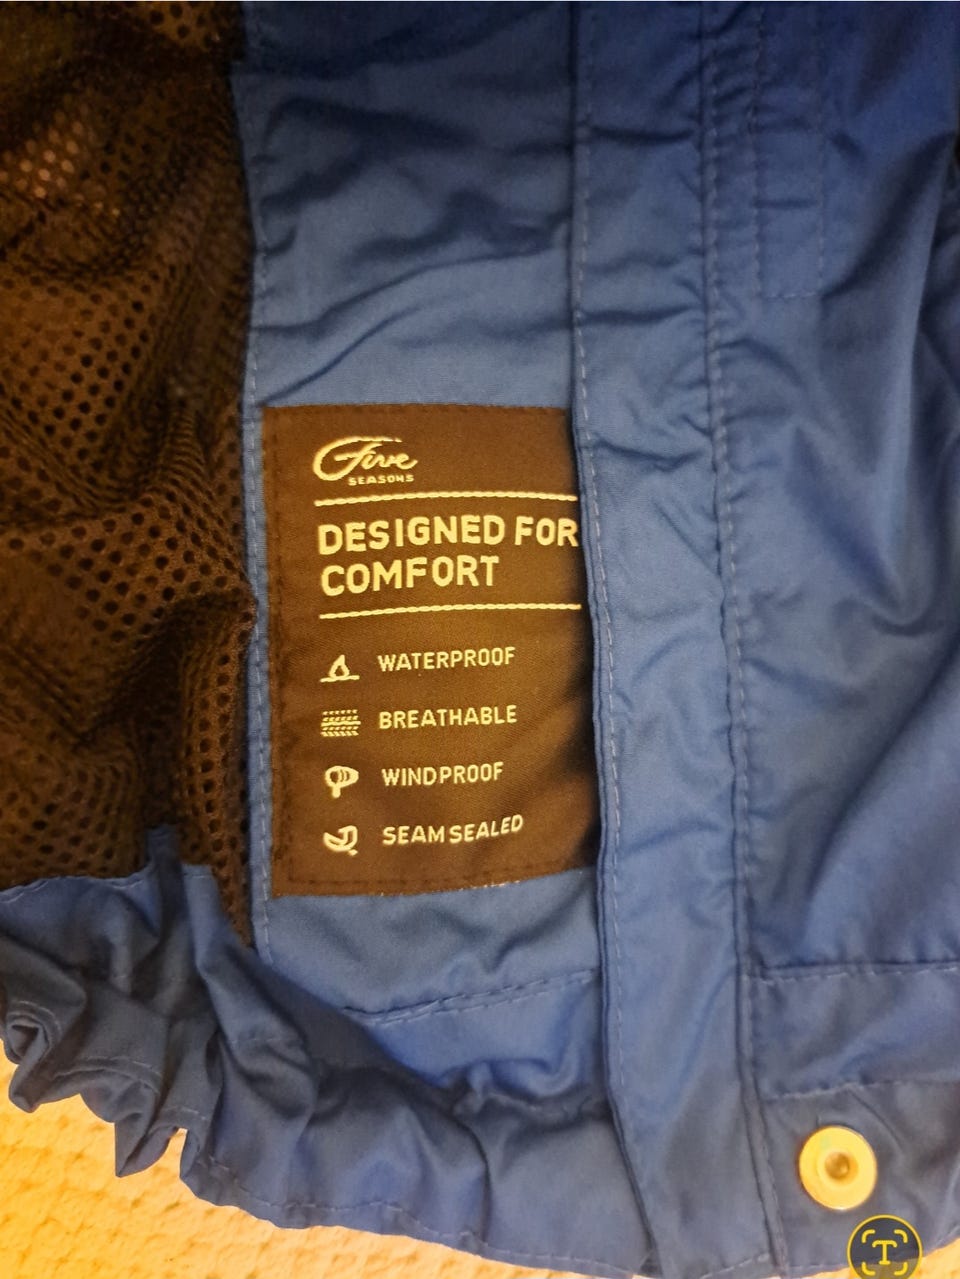 Five
SEASONS
DESIGNED FOR
COMFORT
WATERPROOF
BREATHABLE
WINDPROOF
SEAM SEALED
T